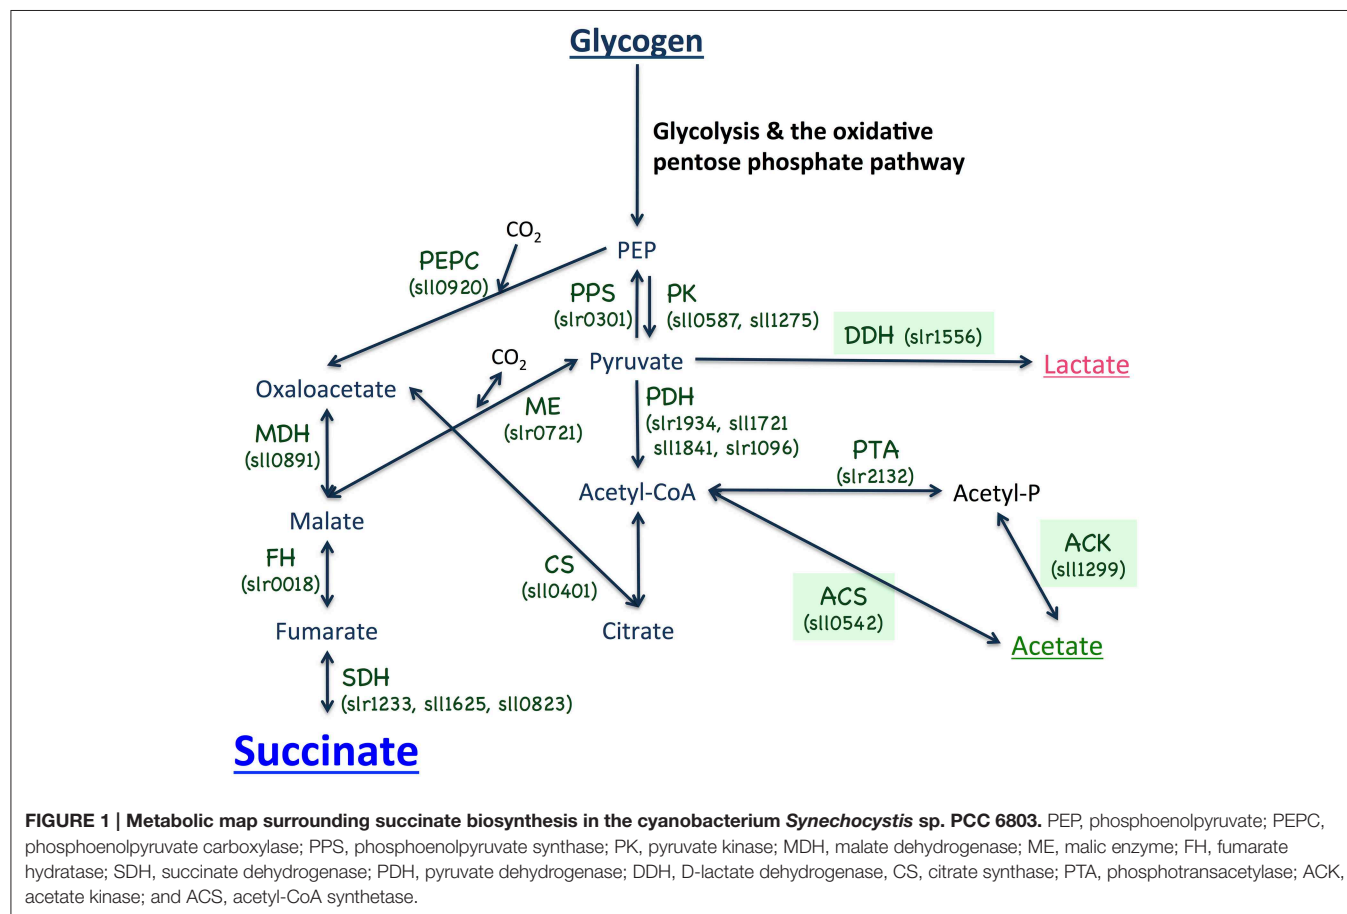 Glycogen
Glycolysis & the oxidative
pentose phosphate pathway
CO2
PEP
PEPC
(sll0920)
PPS
(slr0301)
PK
(sll0587, sll1275)
DDH (slr1556)
CO2
Pyruvate
Lactate
Oxaloacetate
ME
(slr0721)
PDH
(slr1934, sll1721
sll1841, slr1096)
MDH
(sll0891)
PTA
(slr2132)
Acetyl-CoA
Acetyl-P
Malate
ACK
(sll1299)
FH
(slr0018)
CS
(sll0401)
ACS
(sll0542)
Fumarate
Citrate
Acetate
SDH
(slr1233, sll1625, sll0823)
Succinate
FIGURE 1 | Metabolic map surrounding succinate biosynthesis in the cyanobacterium Synechocystis sp. PCC 6803. PEP, phosphoenolpyruvate; PEPC,
phosphoenolpyruvate carboxylase; PPS, phosphoenolpyruvate synthase; PK, pyruvate kinase; MDH, malate dehydrogenase; ME, malic enzyme; FH, fumarate
hydratase; SDH, succinate dehydrogenase; PDH, pyruvate dehydrogenase; DDH, D-lactate dehydrogenase, CS, citrate synthase; PTA, phosphotransacetylase; ACK,
acetate kinase; and ACS, acetyl-CoA synthetase.